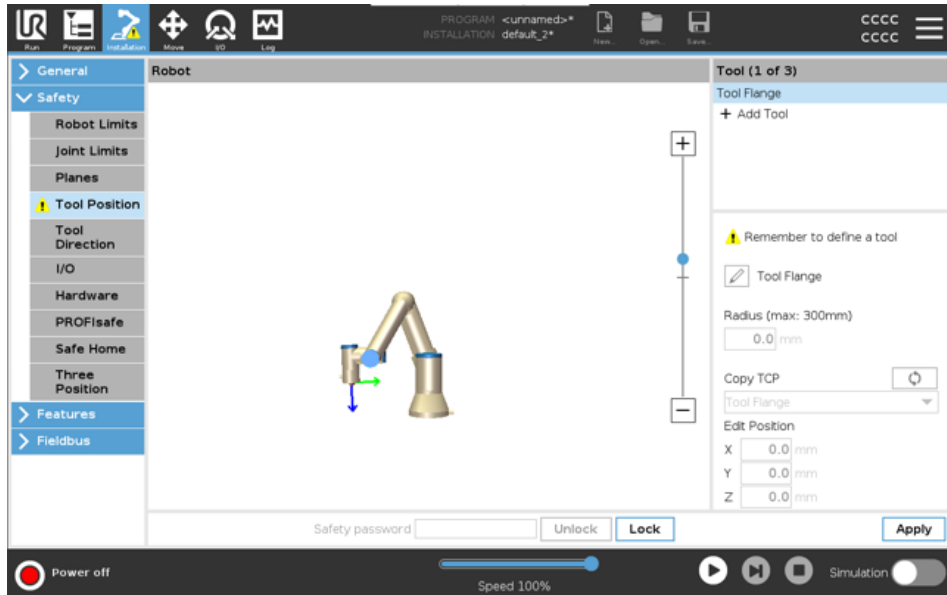 PROGRAM <unnamed>*
INSTALLATION default_2*
UR
Run
Program
Installation
Move
I/O
Log
New...
Open...
Save...
CCCC
CCCC
General
Safety
Robot Limits
Joint Limits
Planes
Tool Position
Tool
Direction
I/O
Hardware
PROFIsafe
Safe Home
Three
Position
Features
Fieldbus
Robot
+
−
Tool (1 of 3)
Tool Flange
+ Add Tool
Remember to define a tool
Tool Flange
Radius (max: 300mm)
0.0 mm
Copy TCP
Tool Flange
Edit Position
X 0.0 mm
Y 0.0 mm
Z 0.0 mm
Safety password
Unlock
Lock
Apply
Power off
Speed 100%
Simulation